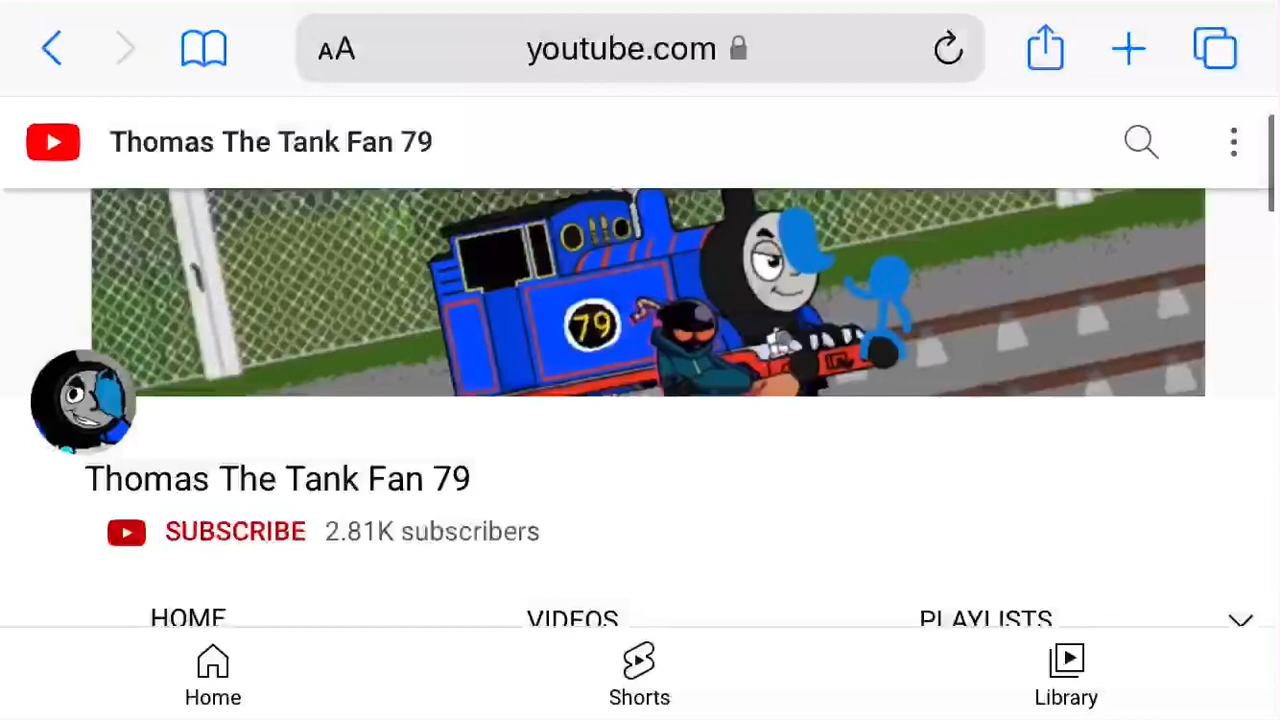 AA youtube.com
Thomas The Tank Fan 79
79
Thomas The Tank Fan 79
SUBSCRIBE 2.81K subscribers
HOME VIDEOS PLAYLISTS
Home Shorts Library